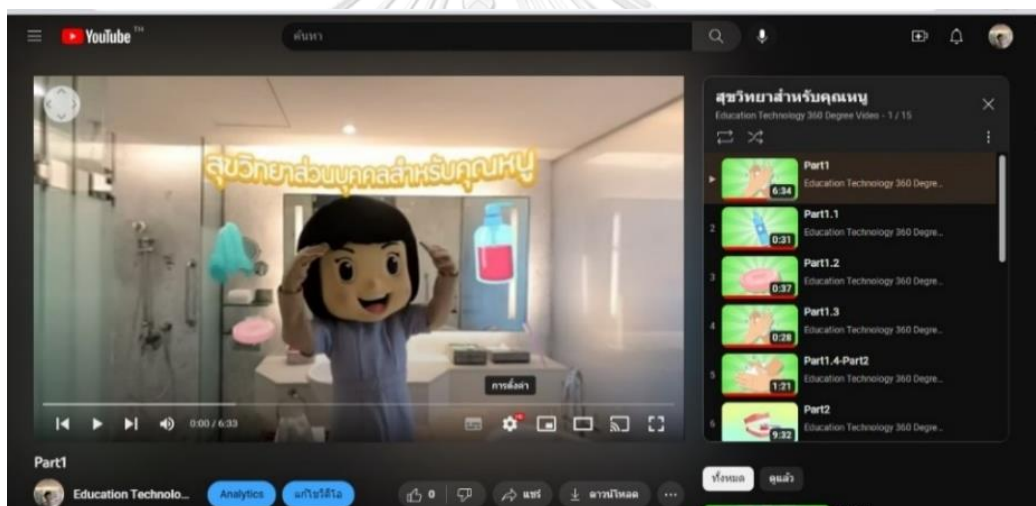 YouTube TH
ค้นหา
สุขวิทยาส่วนบุคคลสำหรับคุณหนู
การตั้งค่า
0:00 / 6:33
Part1
Education Technolo...
Analytics
แก้ไขวิดีโอ
0
แชร์
ดาวน์โหลด
สุขวิทยาสำหรับคุณหนู
Education Technology 360 Degree Video - 1 / 15
Part1
Education Technology 360 Degre...
6:34
2
Part1.1
Education Technology 360 Degre...
0:31
3
Part1.2
Education Technology 360 Degre...
0:37
4
Part1.3
Education Technology 360 Degre...
0:28
5
Part1.4-Part2
Education Technology 360 Degre...
1:21
6
Part2
Education Technology 360 Degre...
9:32
ทั้งหมด
ดูแล้ว